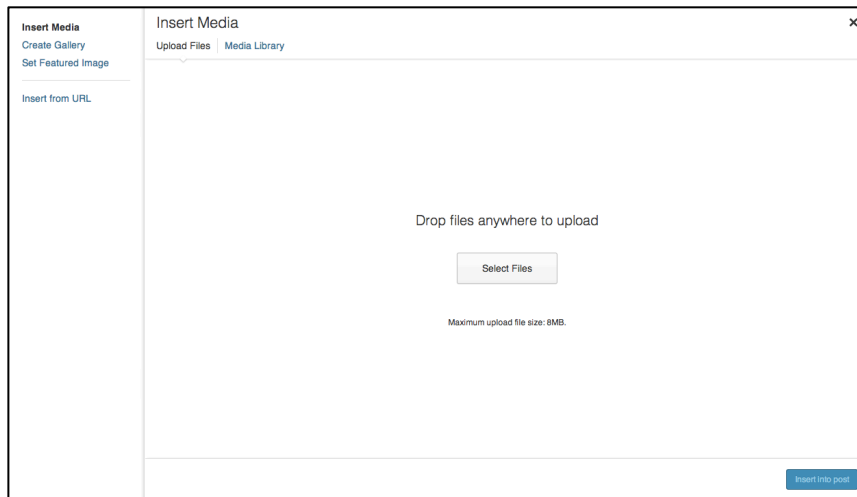 Insert Media
Create Gallery
Set Featured Image
Insert from URL
Insert Media
Upload Files
Media Library
Drop files anywhere to upload
Select Files
Maximum upload file size: 8MB.
Insert into post